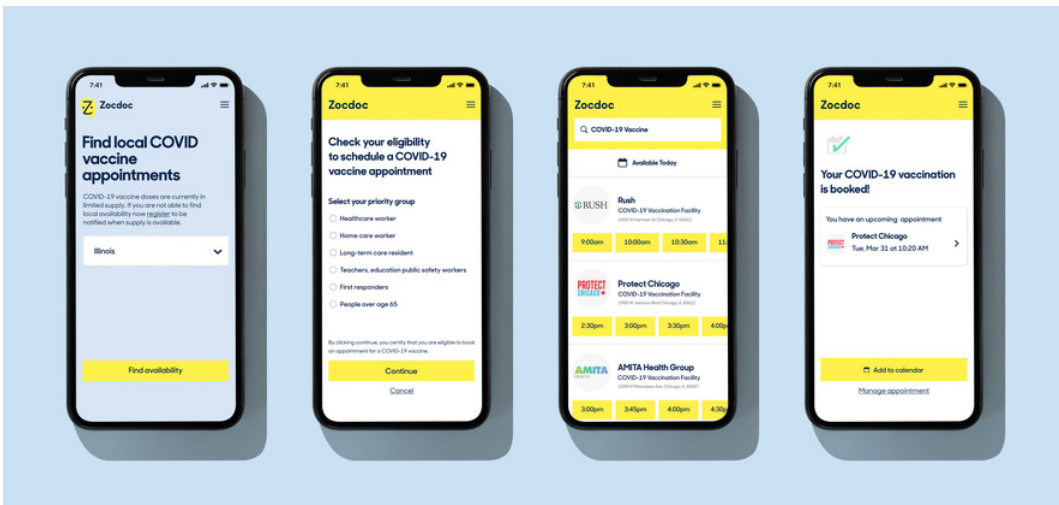 7:41
Zocdoc
Find local COVID
vaccine
appointments
COVID-19 vaccine doses are currently in
limited supply. If you are not able to find
local availability now register to be
notified when supply is available.
Illinois
Find availability
7:41
Zocdoc
Check your eligibility
to schedule a COVID-19
vaccine appointment
Select your priority group
Healthcare worker
Home care worker
Long-term care resident
Teachers, education public safety workers
First responders
People over age 65
By clicking continue, you certify that you are eligible to book
an appointment for a COVID-19 vaccine.
Continue
Cancel
7:41
Zocdoc
COVID-19 Vaccine
Available Today
RUSH
Rush
COVID-19 Vaccination Facility
9:00am 10:00am 10:30am 11:
PROTECT
CHICAGO
Protect Chicago
COVID-19 Vaccination Facility
2:30pm 3:00pm 3:30pm 4:00p
AMITA
HEALTH
AMITA Health Group
COVID-19 Vaccination Facility
3:00pm 3:45pm 4:00pm 4:30p
7:41
Zocdoc
Your COVID-19 vaccination
is booked!
You have an upcoming appointment
PROTECT
CHICAGO
Protect Chicago
Tue, Mar 31 at 10:20 AM
Add to calendar
Manage appointment